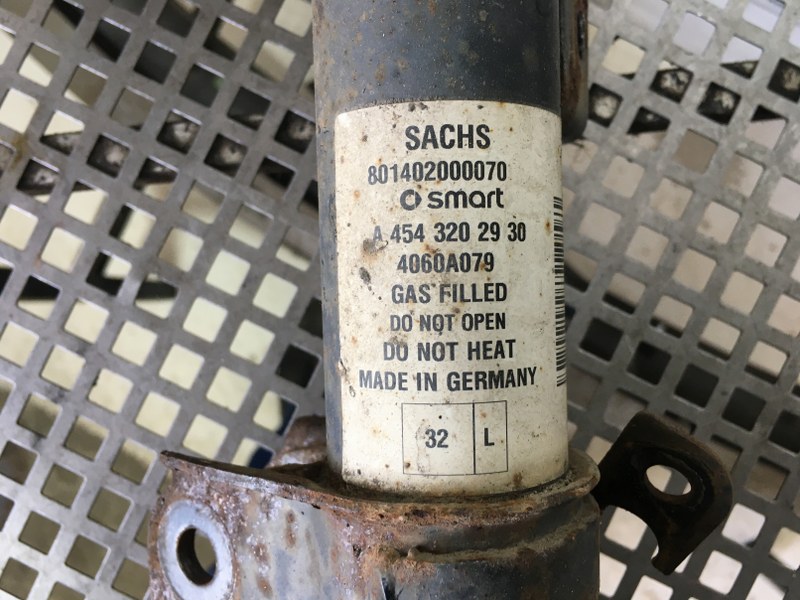 SACHS
801402000070
smart
A 454 320 29 30
4060A079
GAS FILLED
DO NOT OPEN
DO NOT HEAT
MADE IN GERMANY
32 L